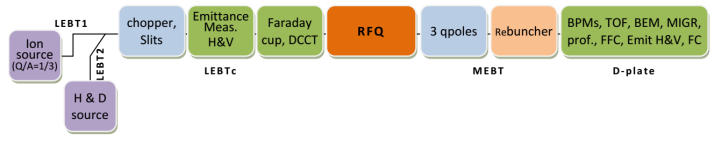 LEBT1
Ion
source
(Q/A=1/3)
LEBT2
H & D
source
chopper,
Slits
Emittance
Meas.
H&V
Faraday
cup, DCCT
LEBTc
RFQ
3 qpoles
Rebuncher
MEBT
BPMs, TOF, BEM, MIGR,
prof., FFC, Emit H&V, FC
D-plate